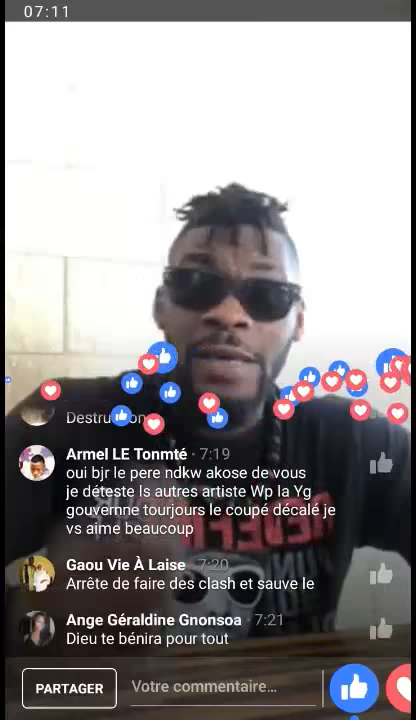 07:11
Destru on
Armel LE Tonmté · 7:19
oui bjr le pere ndkw akose de vous
je déteste ls autres artiste Wp la Yg
gouvernne tourjours le coupé décalé je
vs aime beaucoup
Gaou Vie À Laise · 7:20
Arrête de faire des clash et sauve le
Ange Géraldine Gnonsoa · 7:21
Dieu te bénira pour tout
PARTAGER
Votre commentaire...